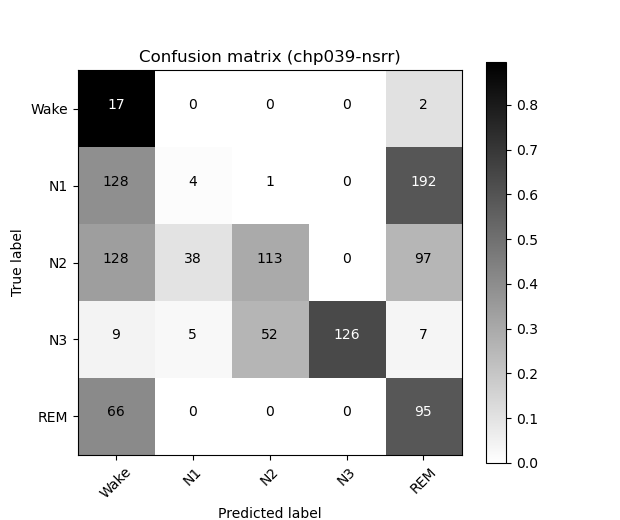 Confusion matrix (chp039-nsrr)
Wake 17 0 0 0 2
N1 128 4 1 0 192
N2 128 38 113 0 97
N3 9 5 52 126 7
REM 66 0 0 0 95
Wake N1 N2 N3 REM
True label
Predicted label
0.8
0.7
0.6
0.5
0.4
0.3
0.2
0.1
0.0